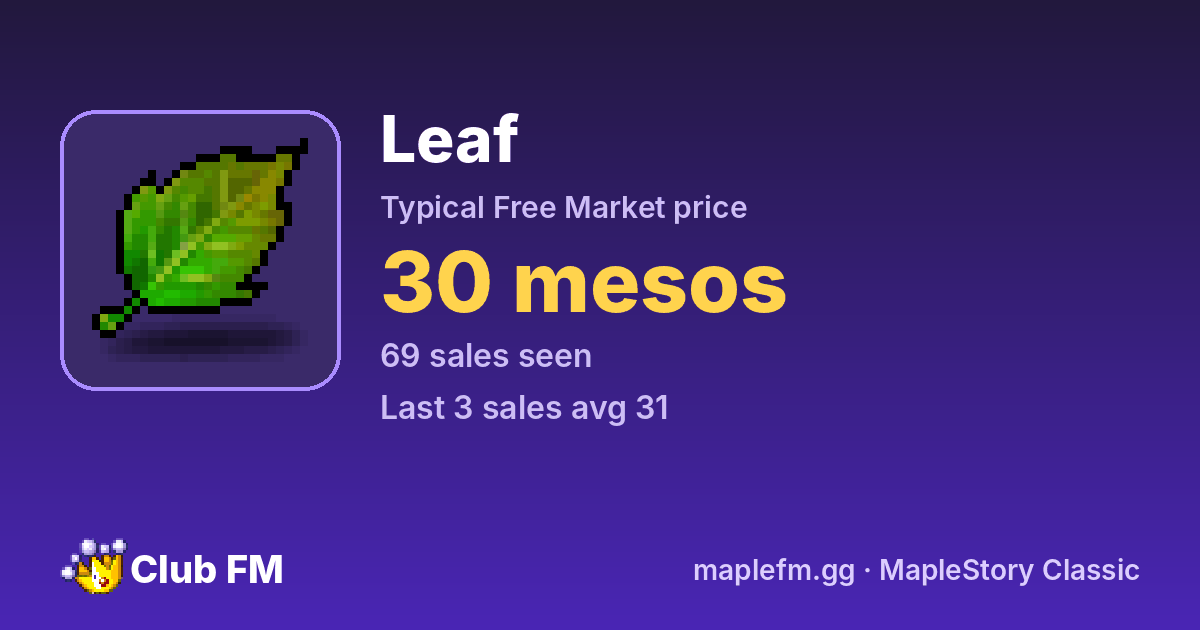 Leaf
Typical Free Market price
30 mesos
69 sales seen
Last 3 sales avg 31
Club FM
maplefm.gg · MapleStory Classic